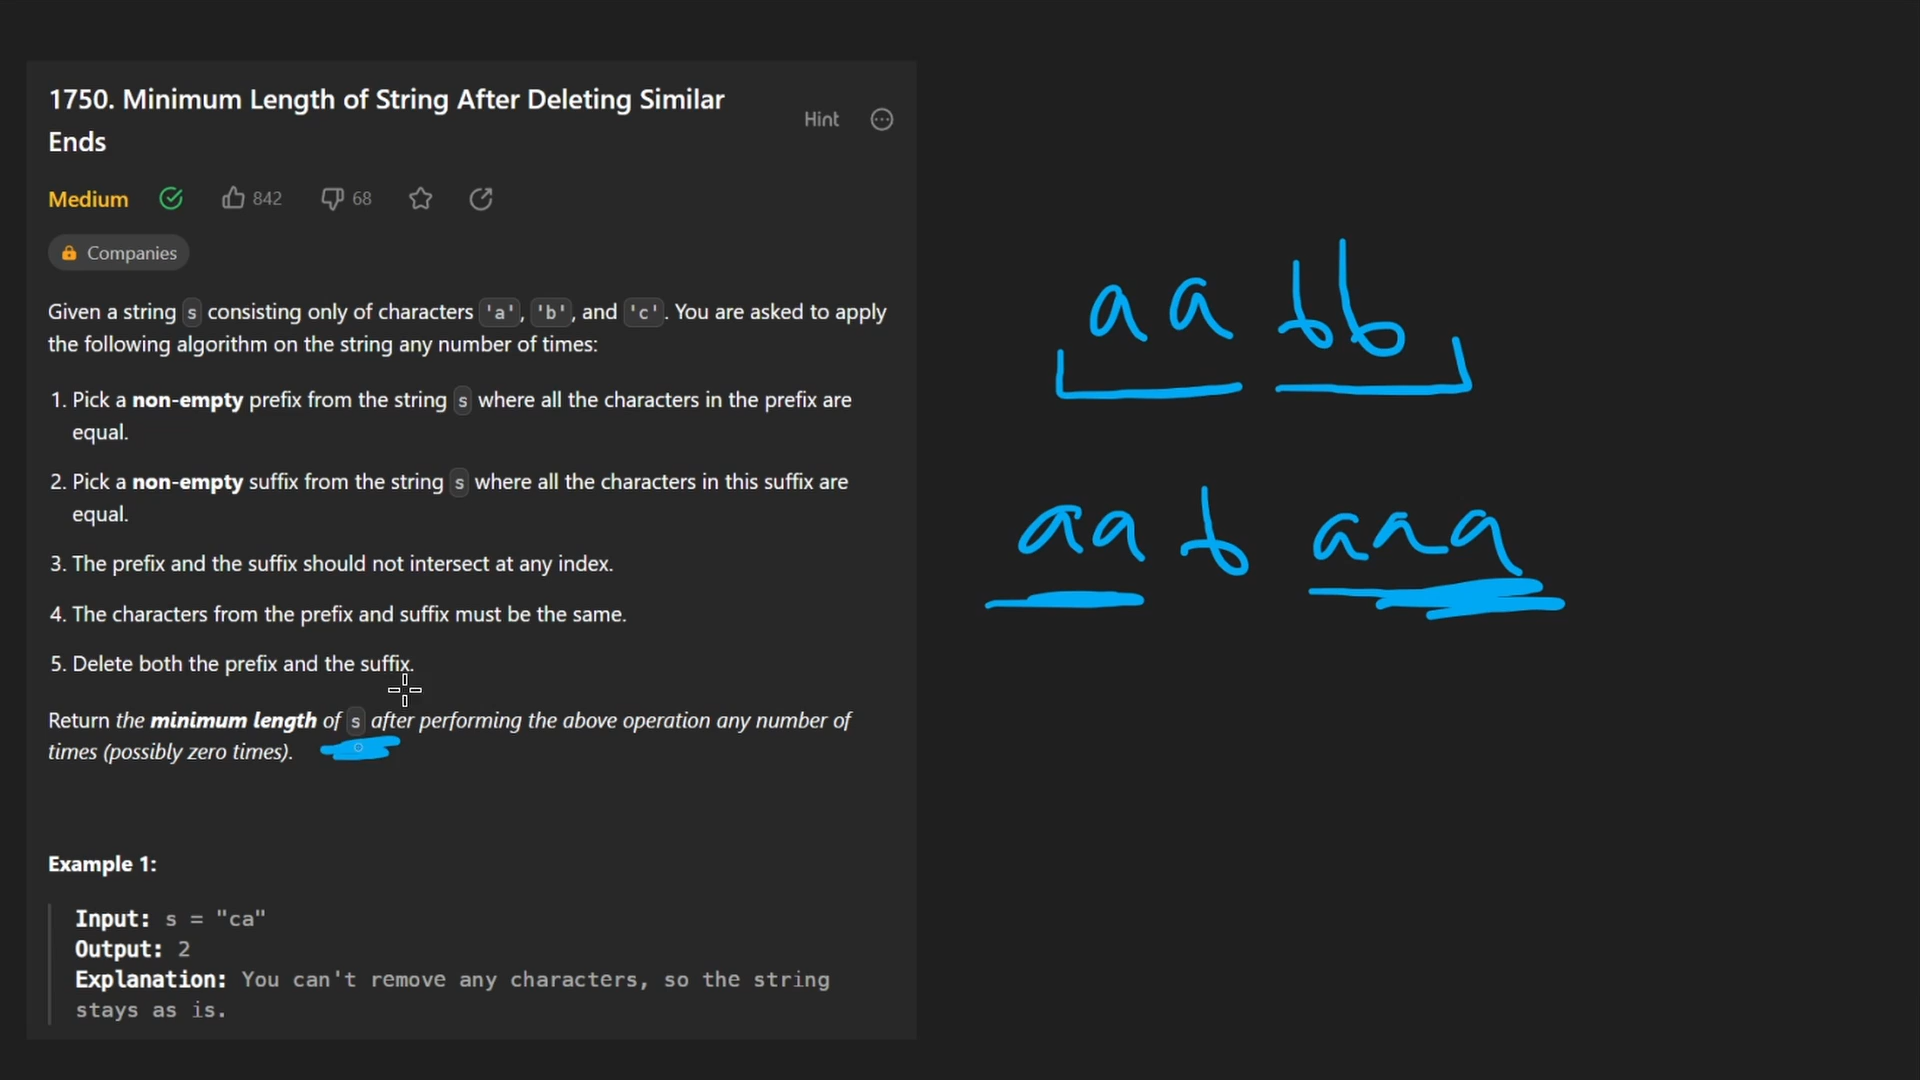 1750. Minimum Length of String After Deleting Similar
Ends
Hint
Medium 842 68
Companies
Given a string s consisting only of characters 'a', 'b', and 'c'. You are asked to apply
the following algorithm on the string any number of times:
1. Pick a non-empty prefix from the string s where all the characters in the prefix are
equal.
2. Pick a non-empty suffix from the string s where all the characters in this suffix are
equal.
3. The prefix and the suffix should not intersect at any index.
4. The characters from the prefix and suffix must be the same.
5. Delete both the prefix and the suffix.
Return the minimum length of s after performing the above operation any number of
times (possibly zero times).
Example 1:
Input: s = "ca"
Output: 2
Explanation: You can't remove any characters, so the string
stays as is.
a a b b
a a b a a a